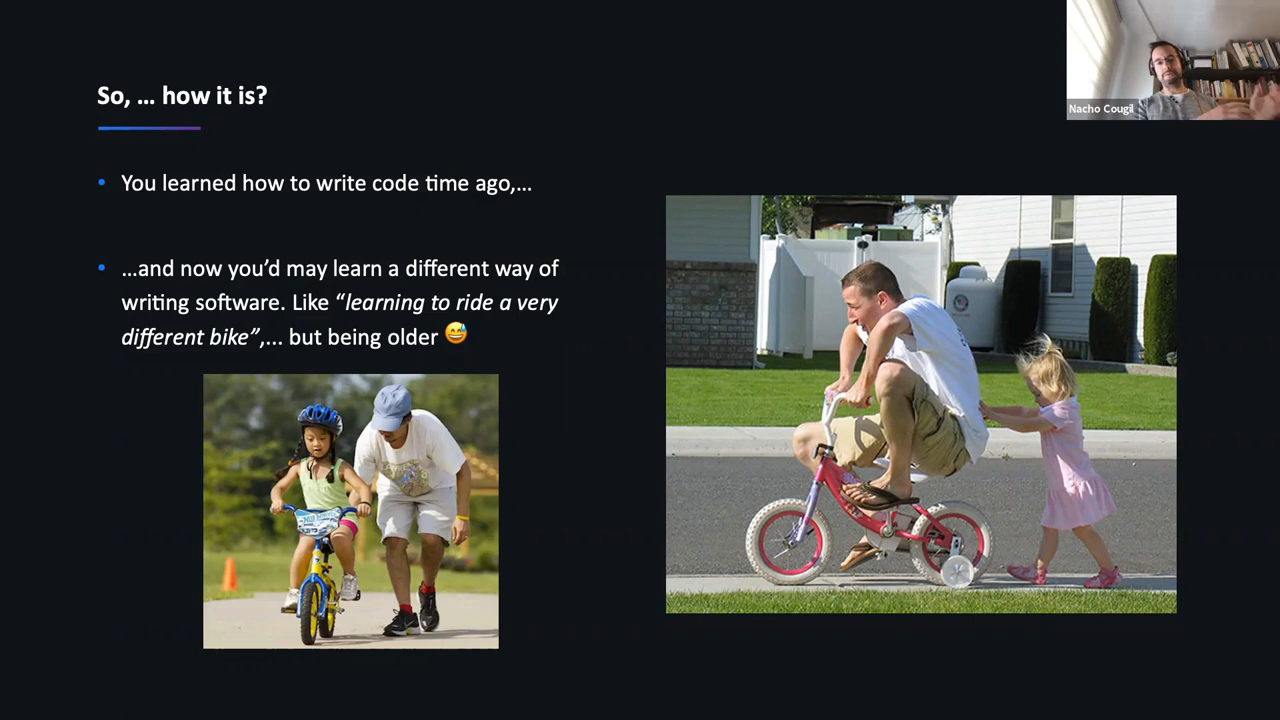 So, ... how it is?
Nacho Cougil
• You learned how to write code time ago,...
• ...and now you’d may learn a different way of
writing software. Like “learning to ride a very
different bike”,... but being older 😅